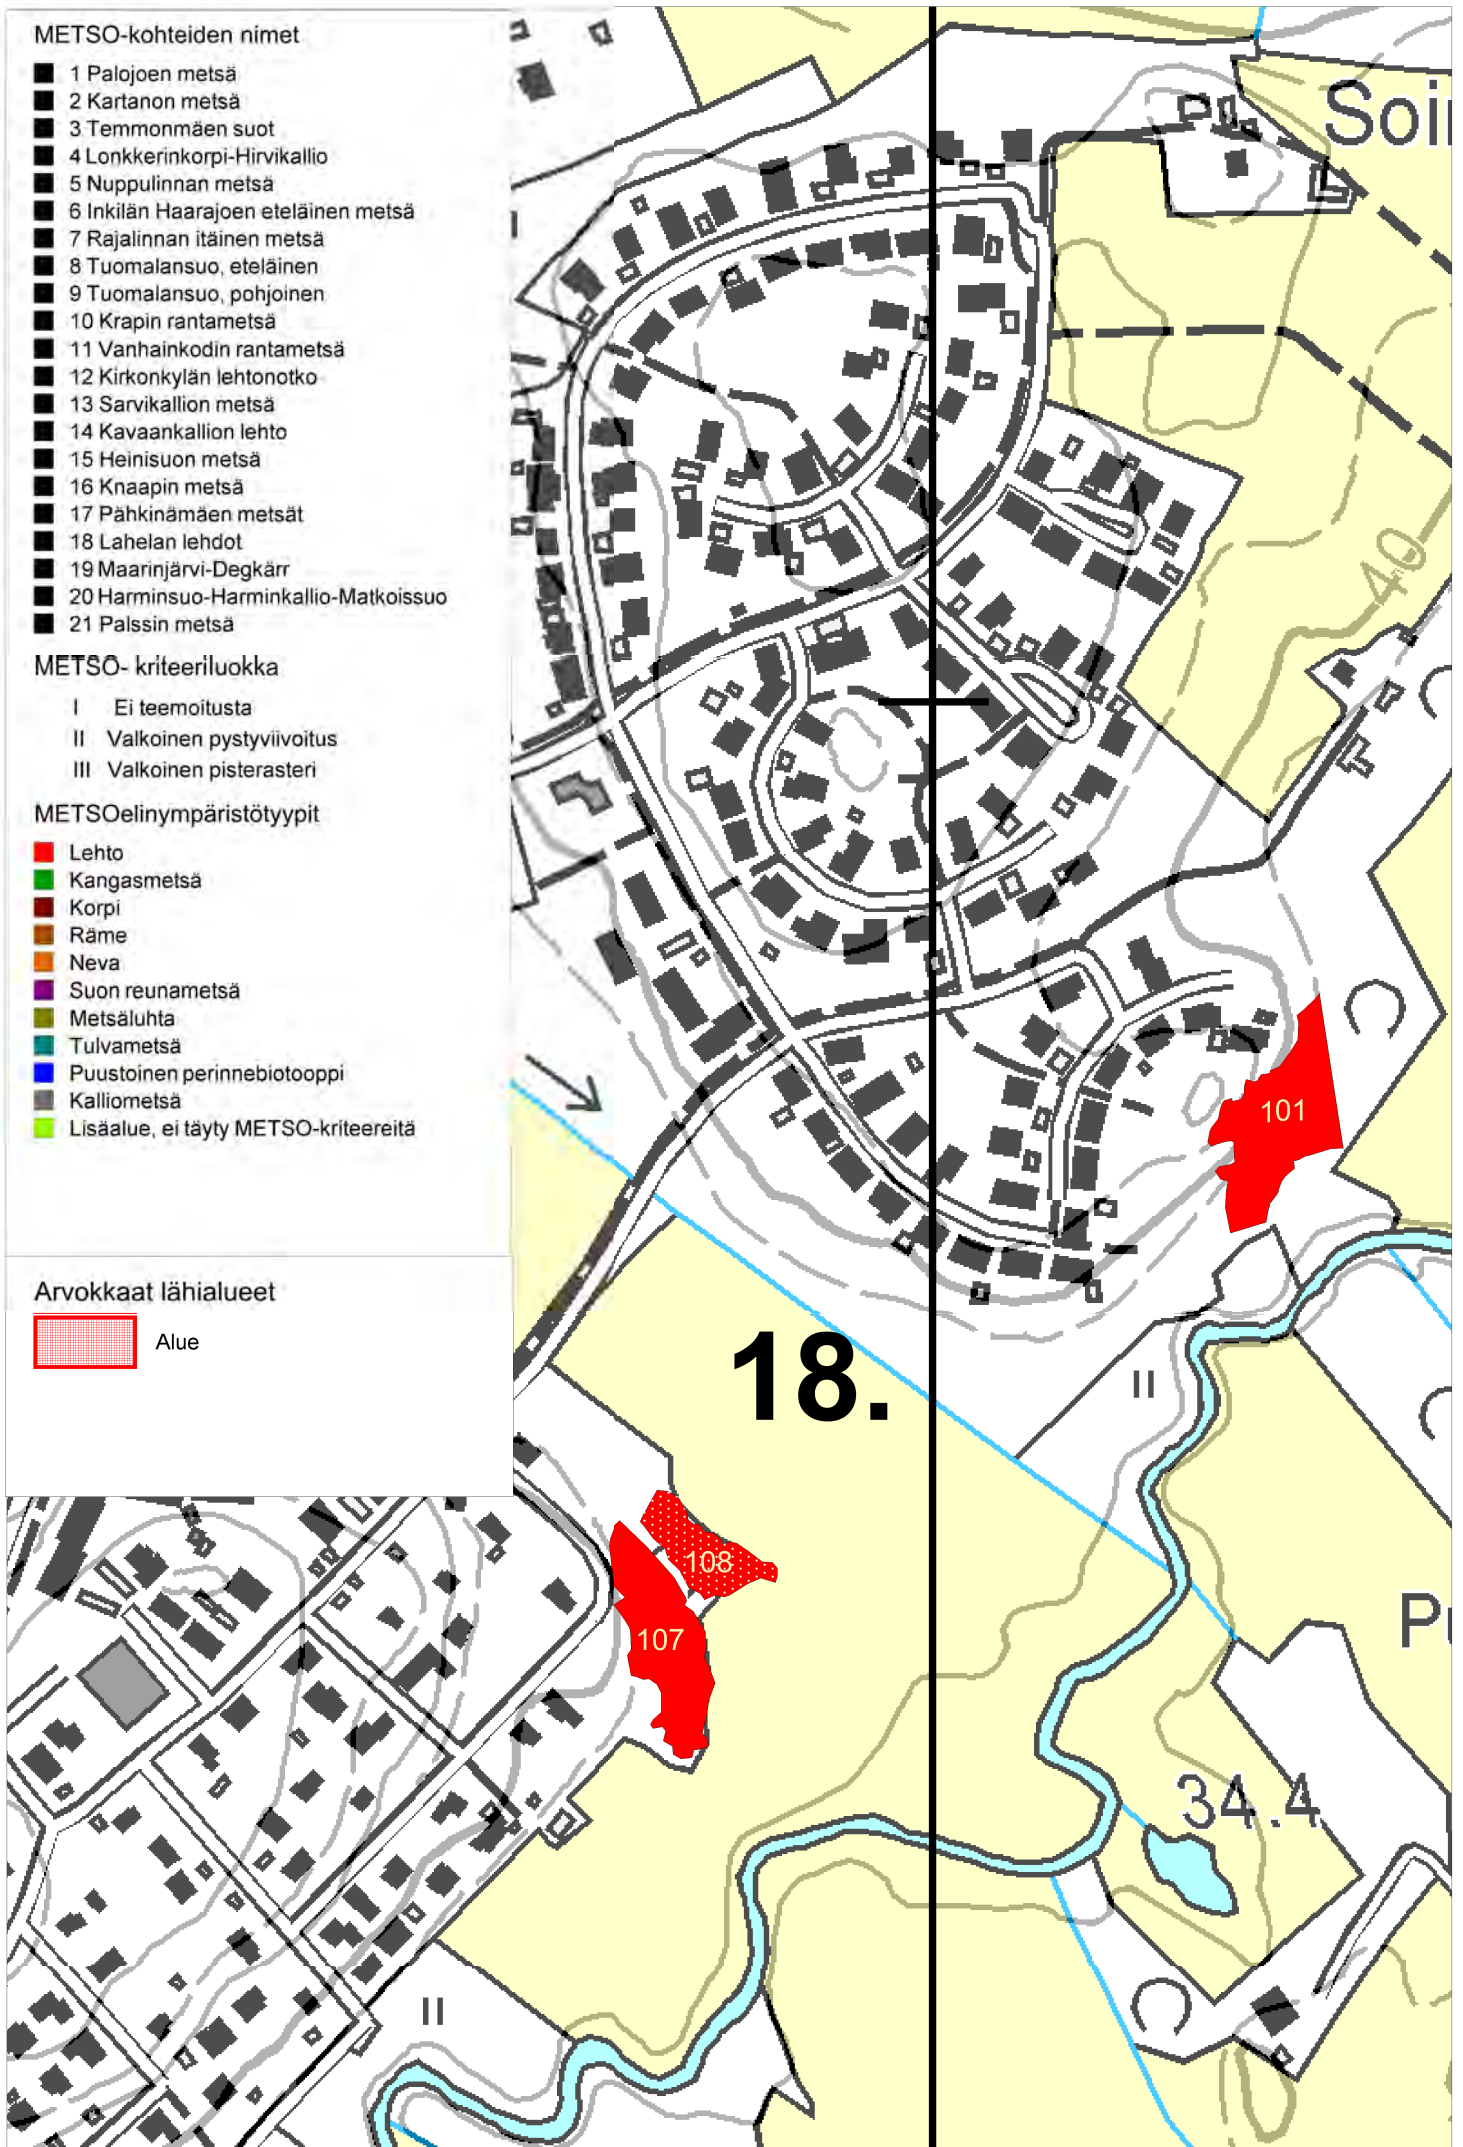 METSO-kohteiden nimet
1 Palojoen metsä
2 Kartanon metsä
3 Temmonmäen suot
4 Lonkkerinkorpi-Hirvikallio
5 Nuppulinnan metsä
6 Inkilän Haarajoen eteläinen metsä
7 Rajalinnan itäinen metsä
8 Tuomalansuo, eteläinen
9 Tuomalansuo, pohjoinen
10 Krapin rantametsä
11 Vanhainkodin rantametsä
12 Kirkonkylän lehtonotko
13 Sarvikallion metsä
14 Kavaankallion lehto
15 Heinisuon metsä
16 Knaapin metsä
17 Pähkinämäen metsät
18 Lahelan lehdot
19 Maarinjärvi-Degkärr
20 Harminsuo-Harminkallio-Matkoissuo
21 Palssin metsä
METSO- kriteeriluokka
I Ei teemoitusta
II Valkoinen pystyviivoitus
III Valkoinen pisterasteri
METSOelinympäristötyypit
Lehto
Kangasmetsä
Korpi
Räme
Neva
Suon reunametsä
Metsäluhta
Tulvametsä
Puustoinen perinnebiotooppi
Kalliometsä
Lisäalue, ei täyty METSO-kriteereitä
Arvokkaat lähialueet
Alue
Soi
40
101
18.
II
108
107
34.4
II